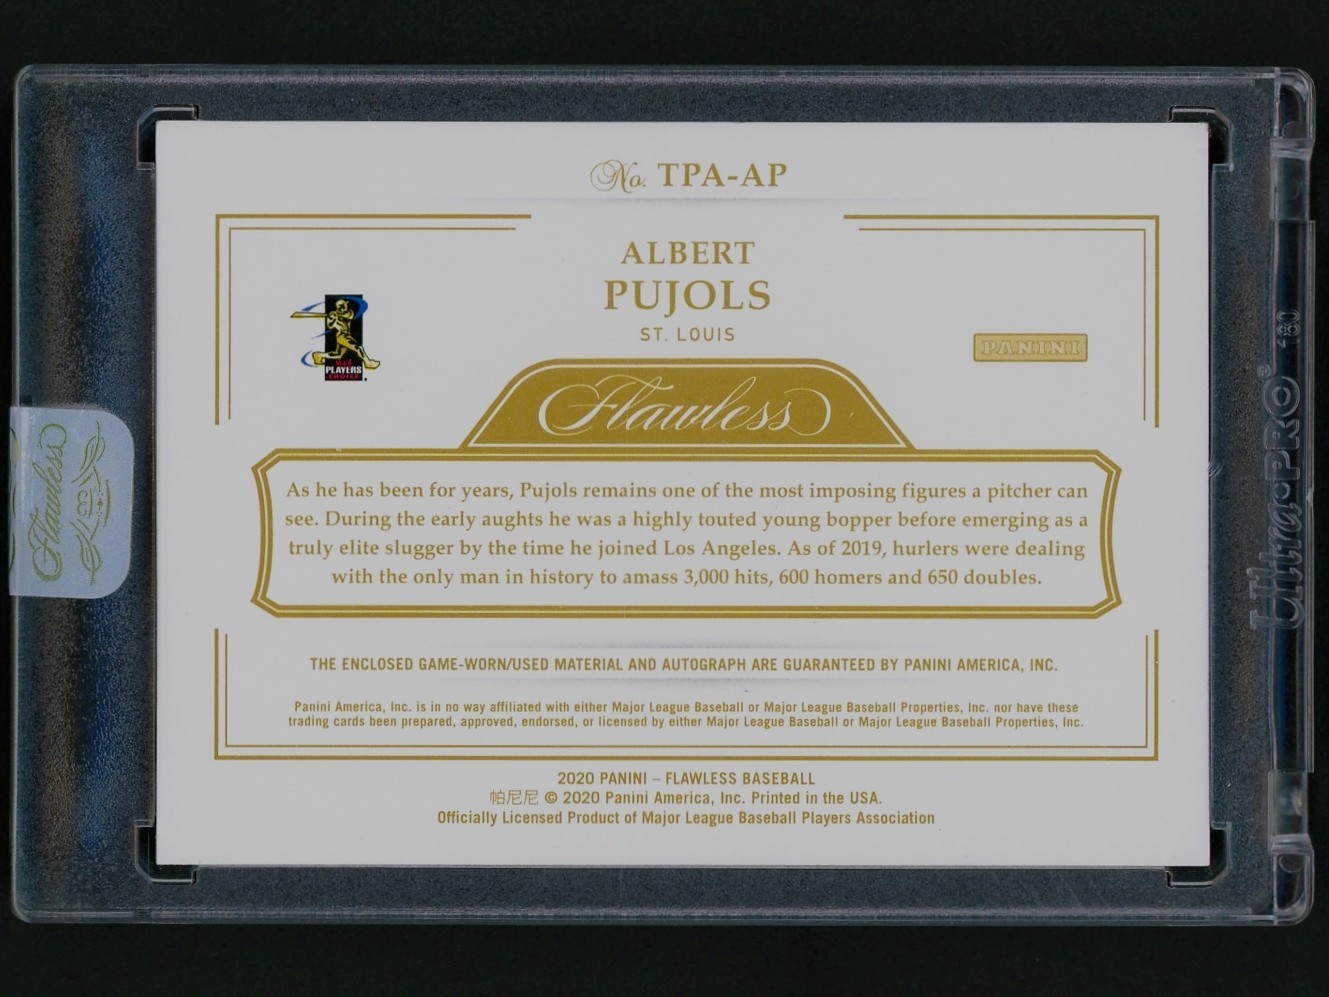 No. TPA-AP
ALBERT
PUJOLS
ST. LOUIS
MLB
PLAYERS
CHOICE
PANINI
Flawless
As he has been for years, Pujols remains one of the most imposing figures a pitcher can
see. During the early aughts he was a highly touted young bopper before emerging as a
truly elite slugger by the time he joined Los Angeles. As of 2019, hurlers were dealing
with the only man in history to amass 3,000 hits, 600 homers and 650 doubles.
THE ENCLOSED GAME-WORN/USED MATERIAL AND AUTOGRAPH ARE GUARANTEED BY PANINI AMERICA, INC.
Panini America, Inc. is in no way affiliated with either Major League Baseball or Major League Baseball Properties, Inc. nor have these
trading cards been prepared, approved, endorsed, or licensed by either Major League Baseball or Major League Baseball Properties, Inc.
2020 PANINI – FLAWLESS BASEBALL
帕尼尼 © 2020 Panini America, Inc. Printed in the USA.
Officially Licensed Product of Major League Baseball Players Association
Flawless
Ultra•PRO® 180